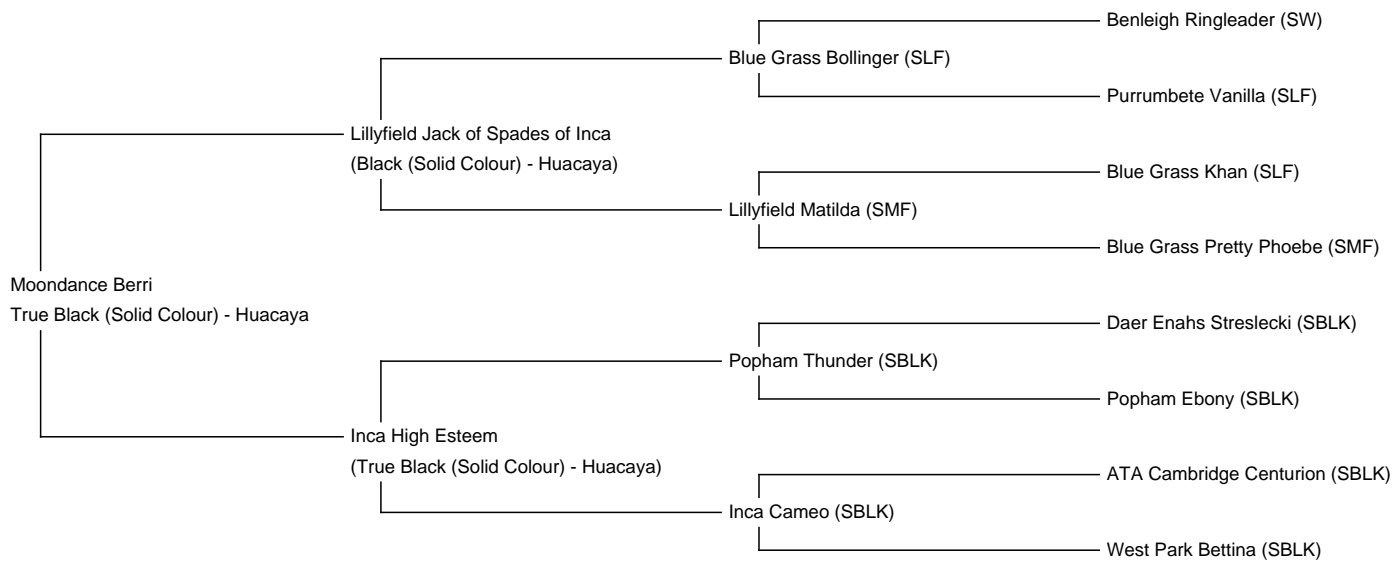 Benleigh Ringleader (SW)
Blue Grass Bollinger (SLF)
Purrumbete Vanilla (SLF)
Lillyfield Jack of Spades of Inca
(Black (Solid Colour) - Huacaya)
Blue Grass Khan (SLF)
Lillyfield Matilda (SMF)
Blue Grass Pretty Phoebe (SMF)
Moondance Berri
True Black (Solid Colour) - Huacaya
Daer Enahs Streslecki (SBLK)
Popham Thunder (SBLK)
Popham Ebony (SBLK)
Inca High Esteem
(True Black (Solid Colour) - Huacaya)
ATA Cambridge Centurion (SBLK)
Inca Cameo (SBLK)
West Park Bettina (SBLK)